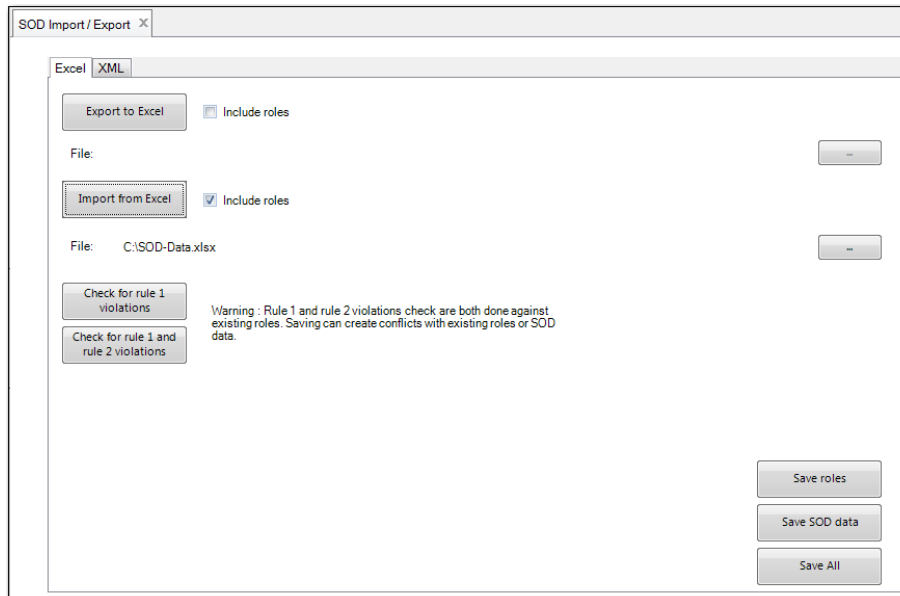 SOD Import / Export
Excel XML
Export to Excel Include roles
File: ...
Import from Excel Include roles
File: C:\SOD-Data.xlsx ...
Check for rule 1
violations
Warning : Rule 1 and rule 2 violations check are both done against
existing roles. Saving can create conflicts with existing roles or SOD
data.
Check for rule 1 and
rule 2 violations
Save roles
Save SOD data
Save All